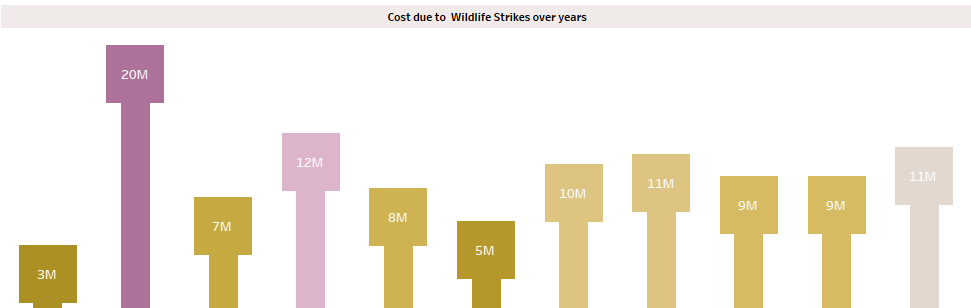 Cost due to  Wildlife Strikes over years
20M
12M
11M
11M
10M
8M
9M
9M
7M
5M
3M